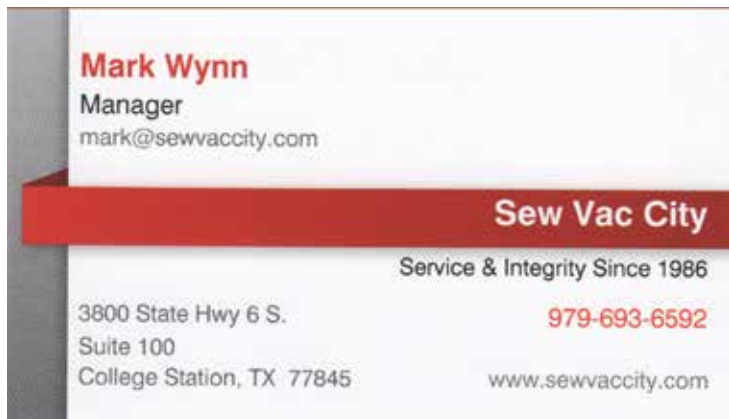 Mark Wynn
Manager
mark@sewvaccity.com
Sew Vac City
Service & Integrity Since 1986
3800 State Hwy 6 S.
Suite 100
College Station, TX 77845
979-693-6592
www.sewvaccity.com